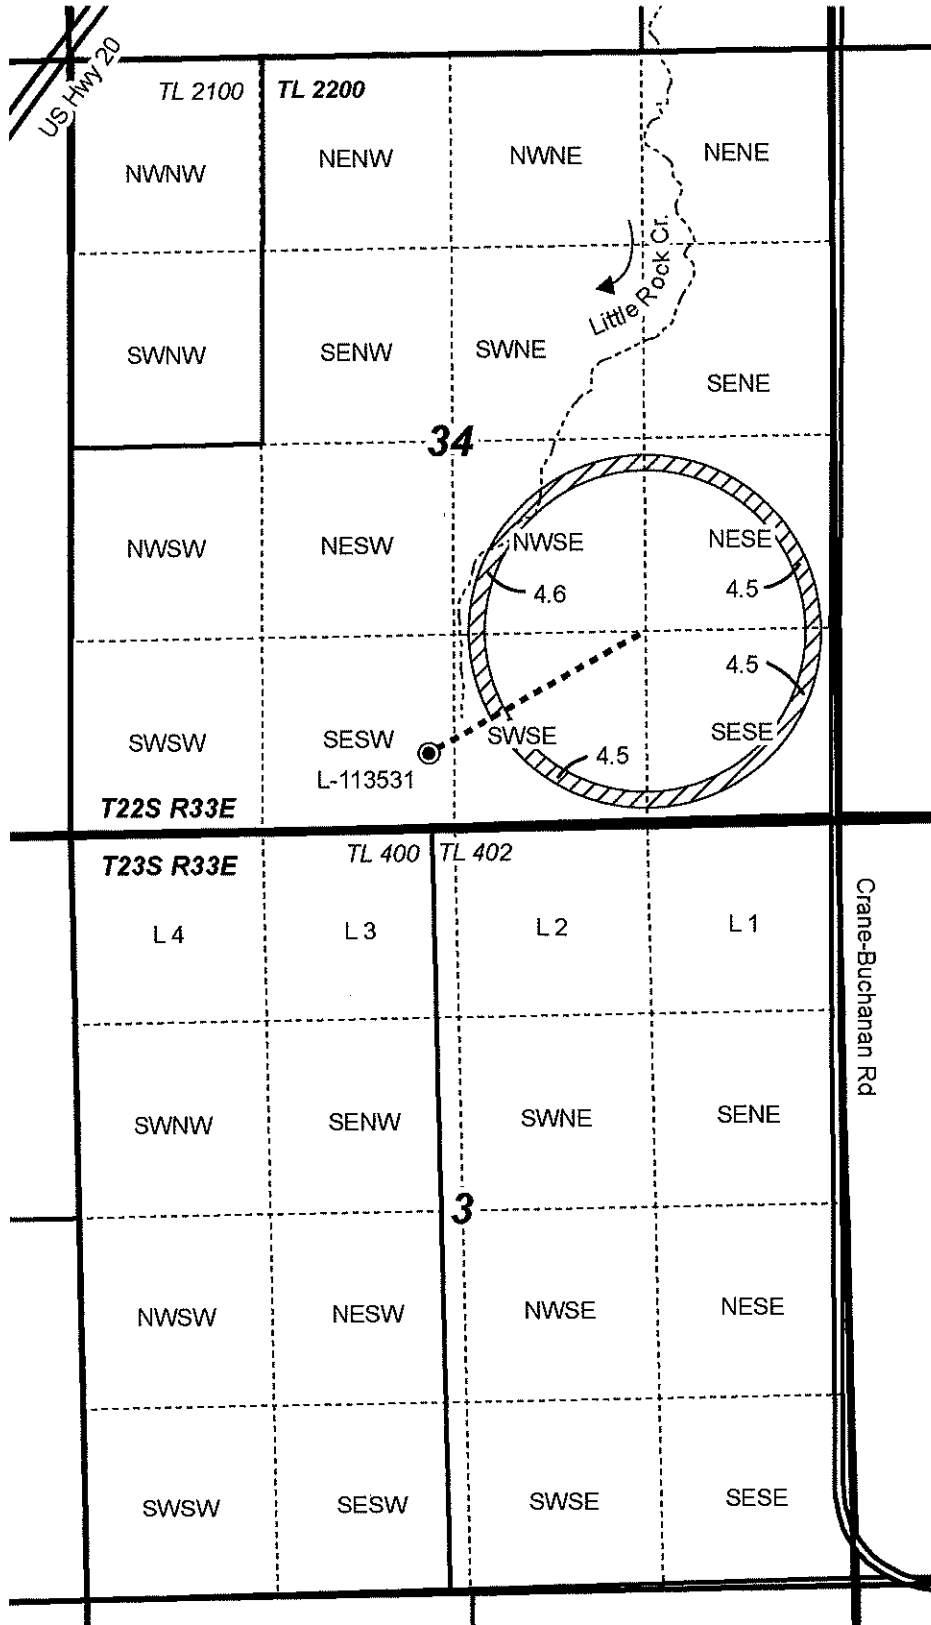 US Hwy 20
TL 2100 TL 2200
NWNW NENW NWNE NENE
Little Rock Cr.
SWNW SENW SWNE SENE
34
NWSW NESW NWSE NESE
4.6 4.5
4.5
SWSW SESW SWSE SESE
4.5
L-113531
T22S R33E
T23S R33E
TL 400 TL 402
L 4 L 3 L 2 L 1
Crane-Buchanan Rd
SWNW SENW SWNE SENE
3
NWSW NESW NWSE NESE
SWSW SESW SWSE SESE